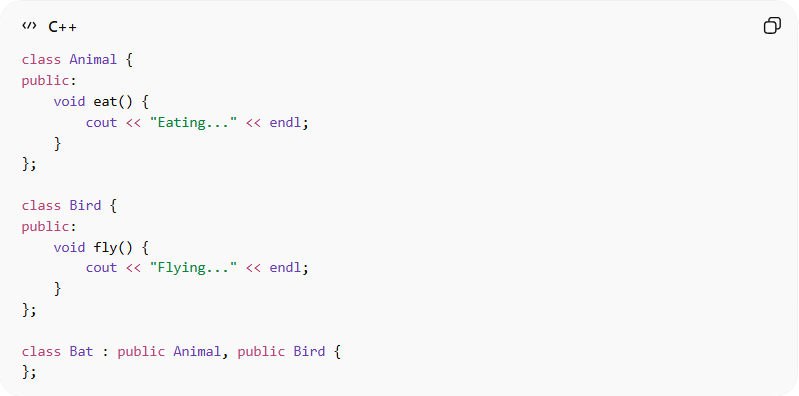 C++
class Animal {
public:
    void eat() {
        cout << "Eating..." << endl;
    }
};

class Bird {
public:
    void fly() {
        cout << "Flying..." << endl;
    }
};

class Bat : public Animal, public Bird {
};